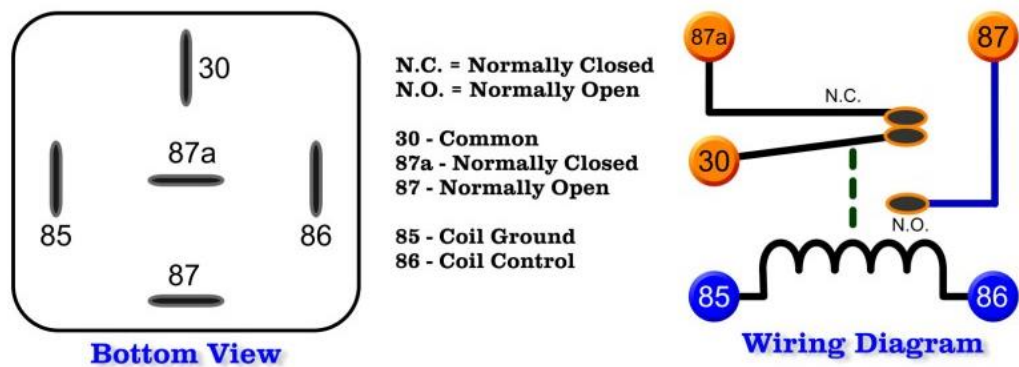 30
87a
85
86
87
Bottom View
N.C. = Normally Closed
N.O. = Normally Open
30 - Common
87a - Normally Closed
87 - Normally Open
85 - Coil Ground
86 - Coil Control
87a
87
N.C.
30
N.O.
85
86
Wiring Diagram